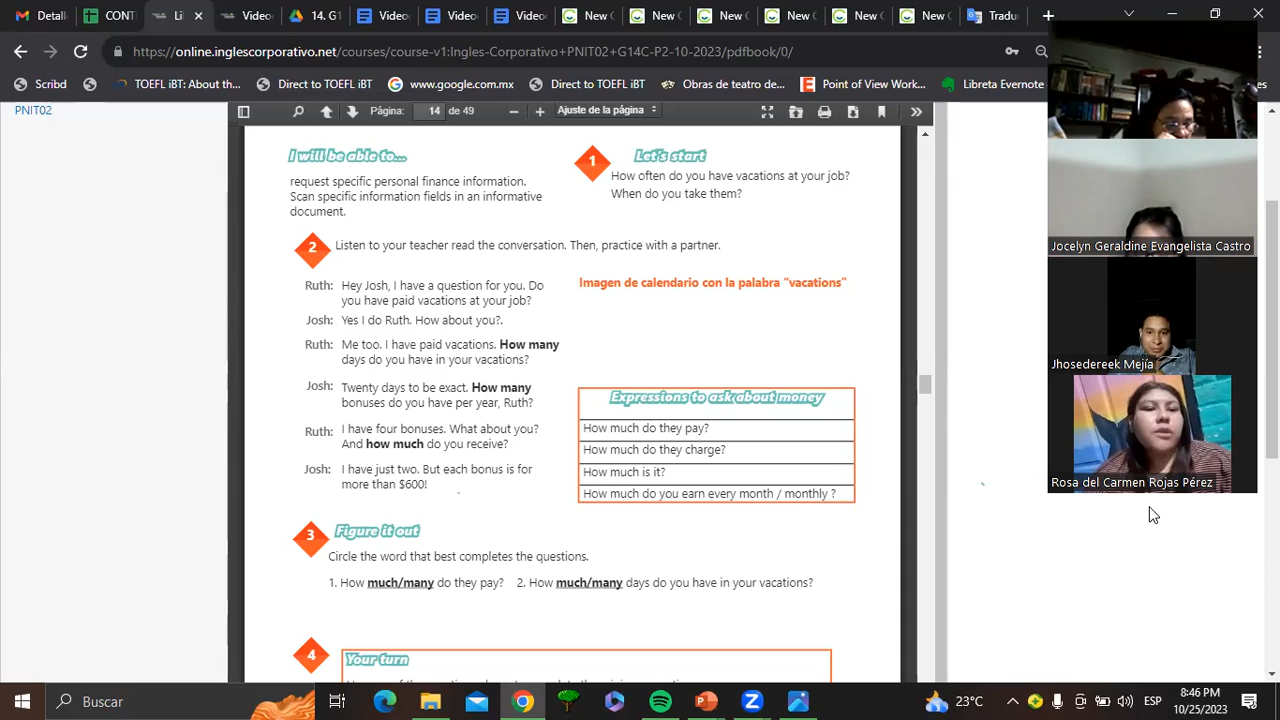 Detal
CONT
Li
Video
14. G1
Video
Video
Video
New C
New C
New C
New C
New C
New C
Tradu
https://online.inglescorporativo.net/courses/course-v1:Ingles-Corporativo+PNIT02+G14C-P2-10-2023/pdfbook/0/
Scribd
TOEFL iBT: About the...
Direct to TOEFL iBT
www.google.com.mx
Direct to TOEFL iBT
Obras de teatro de...
Point of View Work...
Libreta Evernote
es
PNIT02
Página: 14 de 49
Ajuste de la página
I will be able to...
request specific personal finance information.
Scan specific information fields in an informative
document.
1 Let's start
How often do you have vacations at your job?
When do you take them?
2 Listen to your teacher read the conversation. Then, practice with a partner.
Ruth: Hey Josh, I have a question for you. Do
you have paid vacations at your job?
Josh: Yes I do Ruth. How about you?.
Ruth: Me too. I have paid vacations. How many
days do you have in your vacations?
Josh: Twenty days to be exact. How many
bonuses do you have per year, Ruth?
Ruth: I have four bonuses. What about you?
And how much do you receive?
Josh: I have just two. But each bonus is for
more than $600!
Imagen de calendario con la palabra "vacations"
Expressions to ask about money
How much do they pay?
How much do they charge?
How much is it?
How much do you earn every month / monthly ?
3 Figure it out
Circle the word that best completes the questions.
1. How much/many do they pay? 2. How much/many days do you have in your vacations?
4 Your turn
Jocelyn Geraldine Evangelista Castro
Jhosedereek Mejía
Rosa del Carmen Rojas Pérez
Buscar
23°C
ESP
8:46 PM
10/25/2023